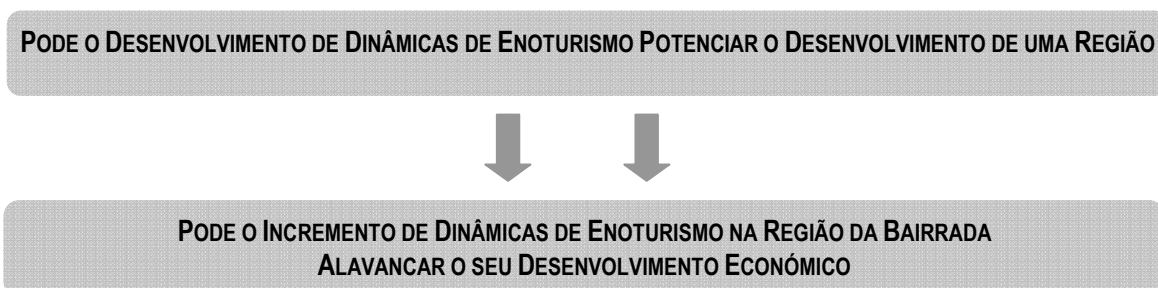 PODE O DESENVOLVIMENTO DE DINÂMICAS DE ENOTURISMO POTENCIAR O DESENVOLVIMENTO DE UMA REGIÃO
PODE O INCREMENTO DE DINÂMICAS DE ENOTURISMO NA REGIÃO DA BAIRRADA
ALAVANCAR O SEU DESENVOLVIMENTO ECONÓMICO